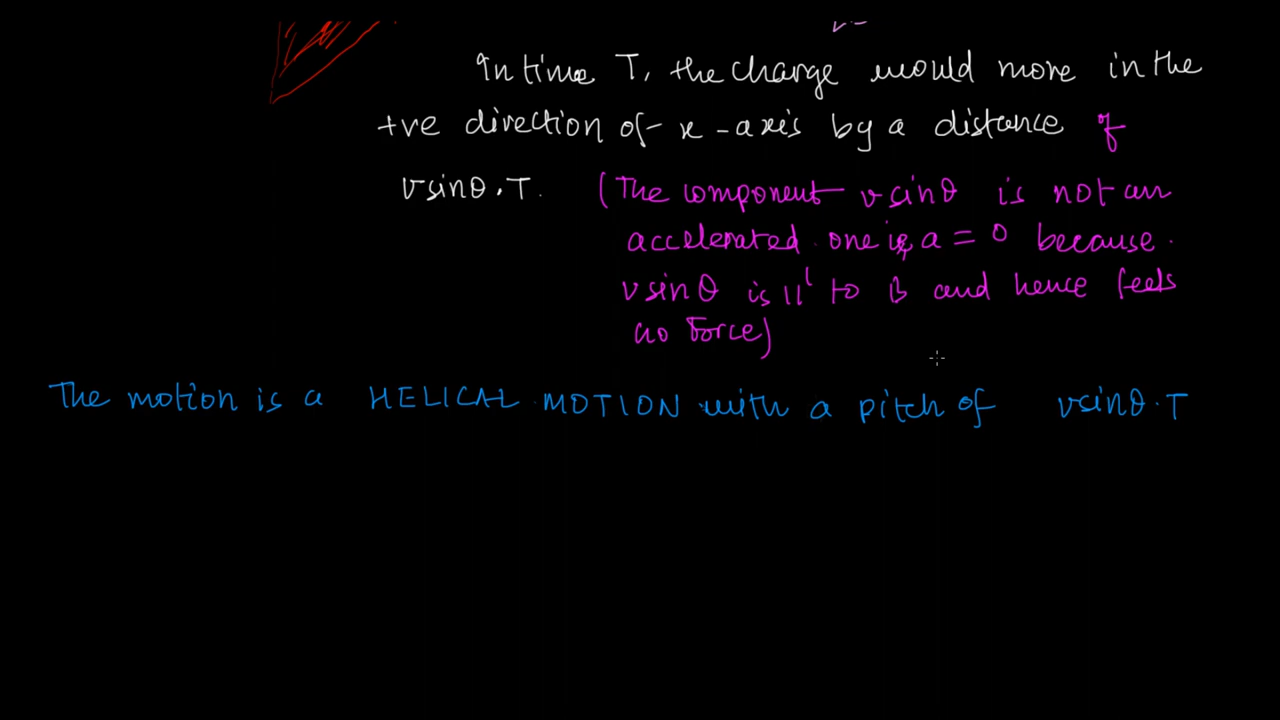 In time T, the charge would move in the
+ve direction of x-axis by a distance of
vsinθ.T. (The component vsinθ is not an
accelerated one ie, a = 0 because
vsinθ is 11l to B and hence feels
no Force)
The motion is a HELICAL MOTION with a pitch of vsinθ.T